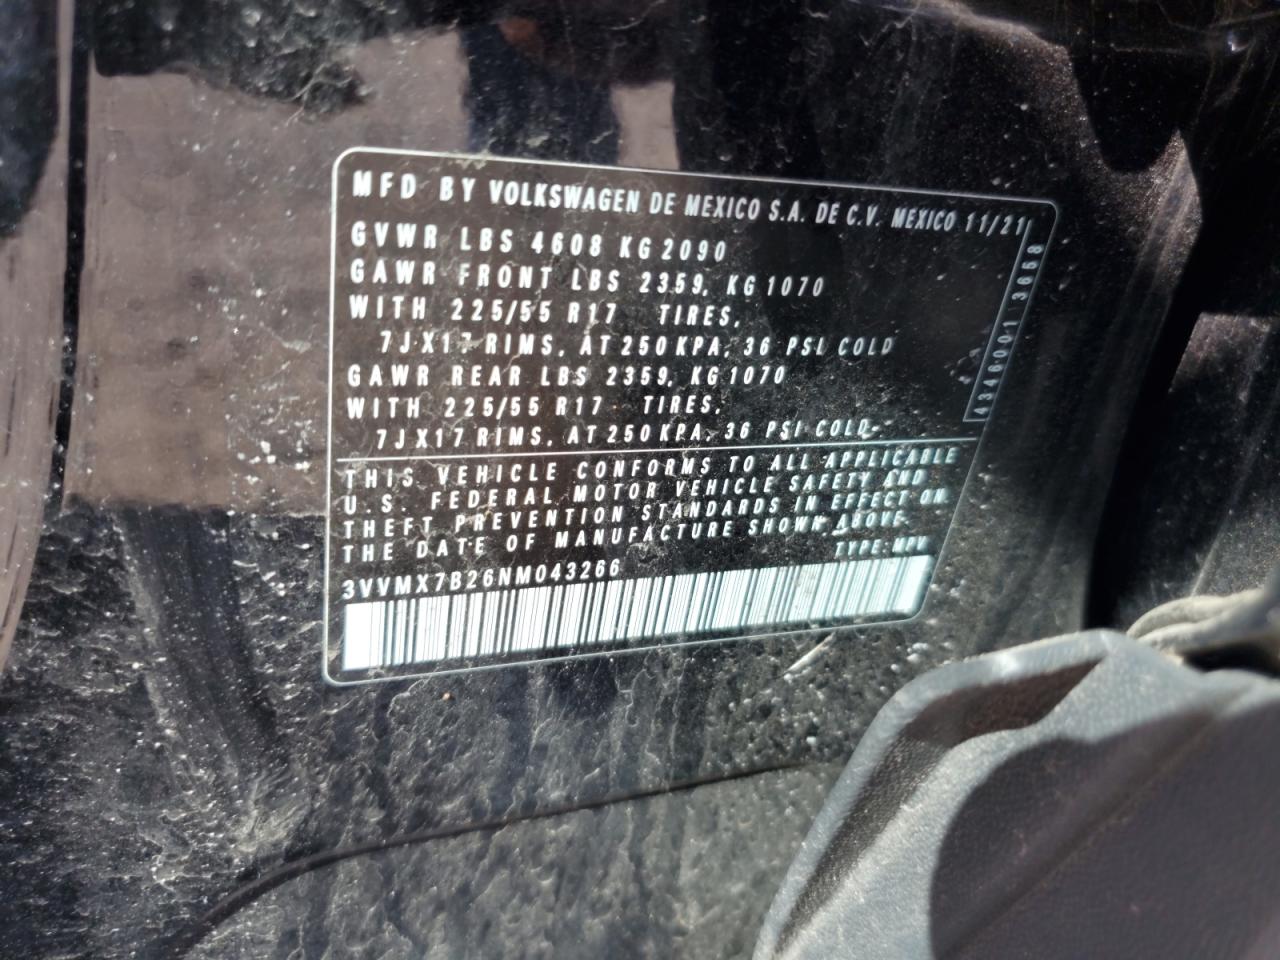 MFD BY VOLKSWAGEN DE MEXICO S.A. DE C.V. MEXICO 11/21
GVWR LBS 4608 KG 2090
GAWR FRONT LBS 2359, KG 1070
WITH 225/55 R17 TIRES,
7JX17 RIMS, AT 250 KPA, 36 PSI COLD
GAWR REAR LBS 2359, KG 1070
WITH 225/55 R17 TIRES,
7JX17 RIMS, AT 250 KPA, 36 PSI COLD
4346001 3658
THIS VEHICLE CONFORMS TO ALL APPLICABLE
U.S. FEDERAL MOTOR VEHICLE SAFETY AND
THEFT PREVENTION STANDARDS IN EFFECT ON
THE DATE OF MANUFACTURE SHOWN ABOVE.
TYPE: MPV
3VVMX7B26NM043266